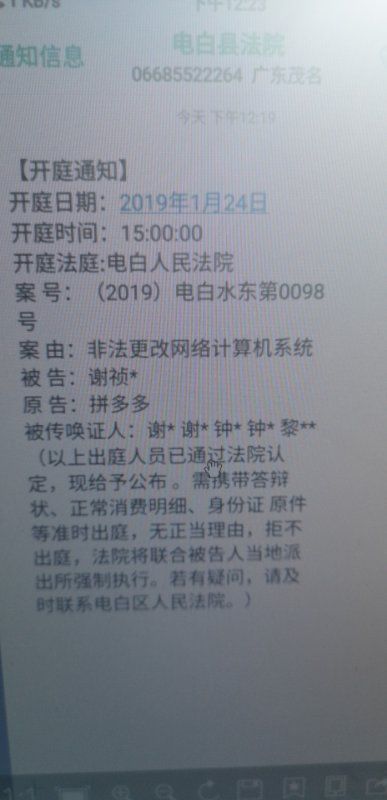 1 KB/s 下午12:23
通知信息
电白县法院
06685522264 广东茂名
今天 下午12:19
【开庭通知】
开庭日期：2019年1月24日
开庭时间：15:00:00
开庭法庭:电白人民法院
案 号：（2019）电白水东第0098
号
案 由：非法更改网络计算机系统
被 告：谢祯*
原 告：拼多多
被传唤证人：谢* 谢* 钟* 钟* 黎**
（以上出庭人员已通过法院认
定，现给予公布 。需携带答辩
状、正常消费明细、身份证 原件
等准时出庭，无正当理由，拒不
出庭，法院将联合被告人当地派
出所强制执行。若有疑问，请及
时联系电白区人民法院。）
1:1